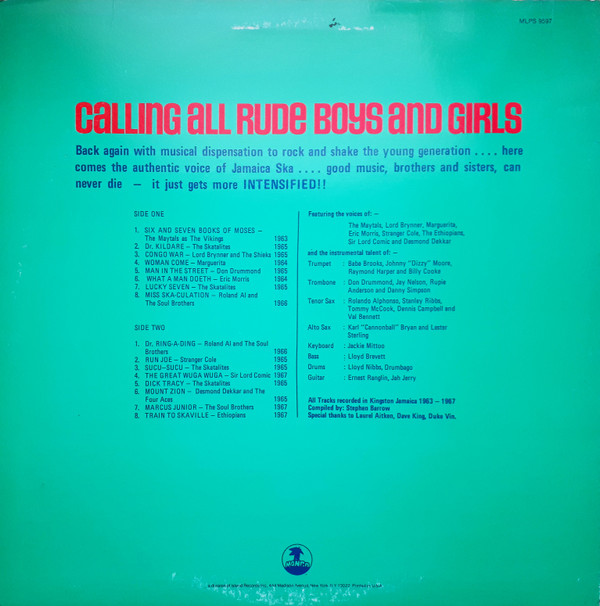 MLPS 9597
CALLING ALL RUDE BOYS AND GIRLS
Back again with musical dispensation to rock and shake the young generation .... here
comes the authentic voice of Jamaica Ska .... good music, brothers and sisters, can
never die – it just gets more INTENSIFIED!!
SIDE ONE
1. SIX AND SEVEN BOOKS OF MOSES –
The Maytals as The Vikings 1963
2. Dr. KILDARE – The Skatalites 1965
3. CONGO WAR – Lord Brynner and The Shieks 1965
4. WOMAN COME – Marguerita 1964
5. MAN IN THE STREET – Don Drummond 1965
6. WHAT A MAN DOETH – Eric Morris 1964
7. LUCKY SEVEN – The Skatalites 1965
8. MISS SKA-CULATION – Roland Al and
The Soul Brothers 1966
SIDE TWO
1. Dr. RING-A-DING – Roland Al and The Soul
Brothers 1966
2. RUN JOE – Stranger Cole 1965
3. SUCU-SUCU – The Skatalites 1965
4. THE GREAT WUGA WUGA – Sir Lord Comic 1967
5. DICK TRACY – The Skatalites 1965
6. MOUNT ZION – Desmond Dekkar and The
Four Aces 1965
7. MARCUS JUNIOR – The Soul Brothers 1967
8. TRAIN TO SKAVILLE – Ethiopians 1967
Featuring the voices of: –
The Maytals, Lord Brynner, Marguerita,
Eric Morris, Stranger Cole, The Ethiopians,
Sir Lord Comic and Desmond Dekkar
and the instrumental talent of: –
Trumpet : Babe Brooks, Johnny "Dizzy" Moore,
Raymond Harper and Billy Cooke
Trombone : Don Drummond, Jey Nelson, Rupie
Anderson and Danny Simpson
Tenor Sax : Rolando Alphonso, Stanley Ribbs,
Tommy McCook, Dennis Campbell and
Val Bennett
Alto Sax : Karl "Cannonball" Bryan and Lester
Sterling
Keyboard : Jackie Mittoo
Bass : Lloyd Brevett
Drums : Lloyd Nibbs, Drumbago
Guitar : Ernest Ranglin, Jah Jerry
All Tracks recorded in Kingston Jamaica 1963 – 1967
Compiled by: Stephen Barrow
Special thanks to Laurel Aitken, Dave King, Duke Vin.
MANGO